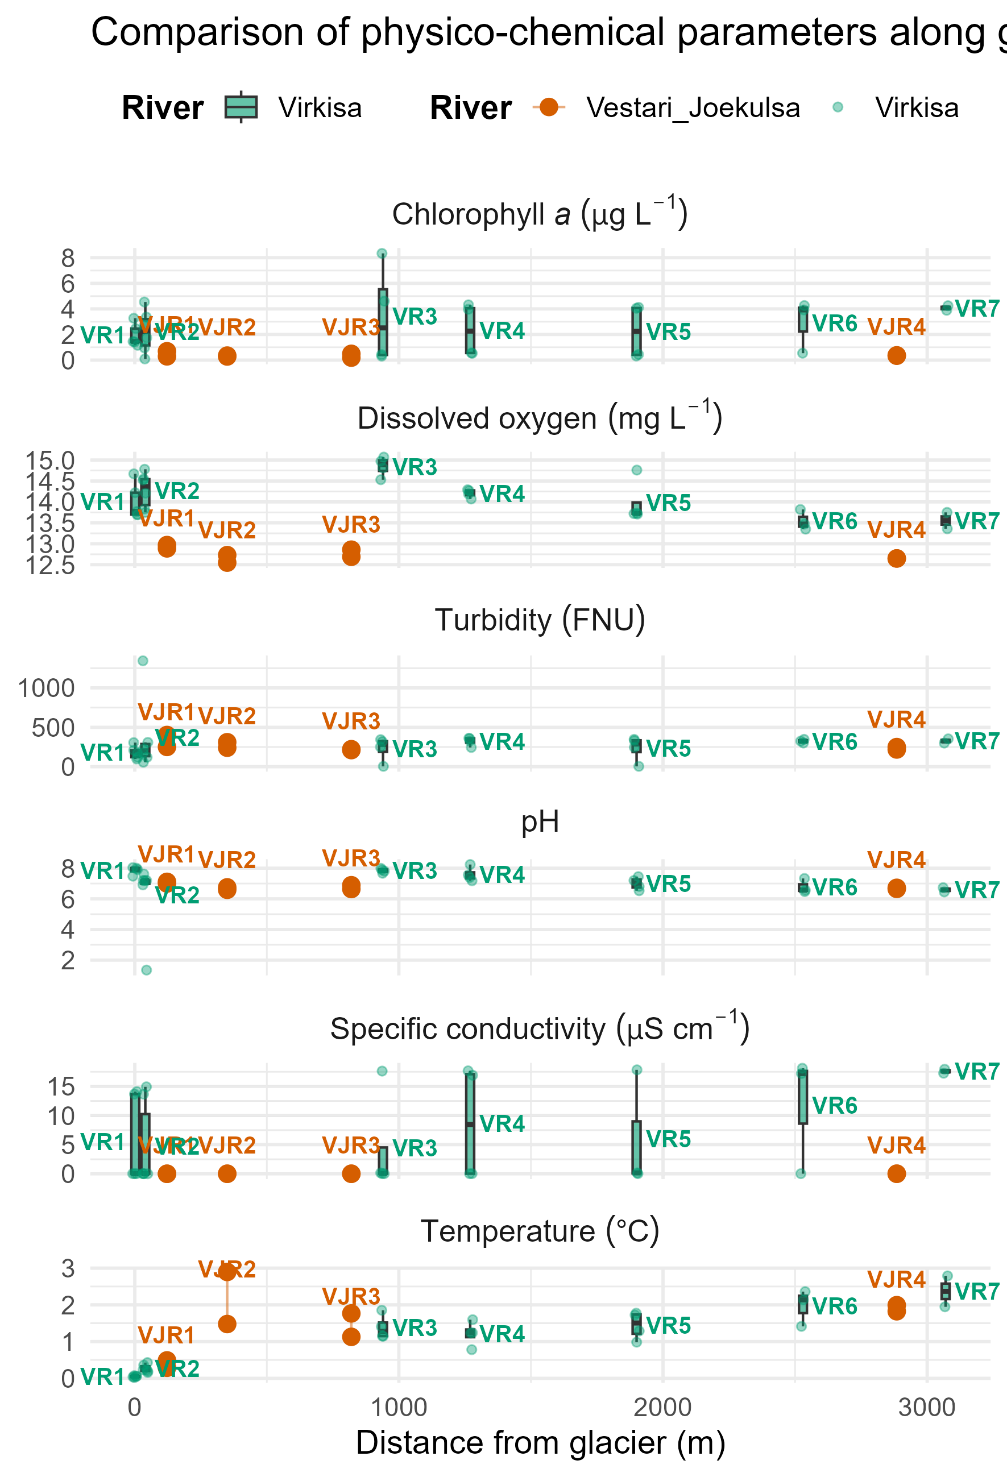 Comparison of physico-chemical parameters along g
River Virkisa River Vestari_Joekulsa Virkisa
Chlorophyll a (μg L⁻¹)
8
6
4
2
0
VR1 VJR1 VR2 VJR2 VJR3 VR3 VR4 VR5 VR6 VJR4 VR7
Dissolved oxygen (mg L⁻¹)
15.0
14.5
14.0
13.5
13.0
12.5
VR1 VR2 VJR1 VJR2 VJR3 VR3 VR4 VR5 VR6 VJR4 VR7
Turbidity (FNU)
1000
500
0
VR1 VJR1 VR2 VJR2 VJR3 VR3 VR4 VR5 VR6 VJR4 VR7
pH
8
6
4
2
VR1 VJR1 VR2 VJR2 VJR3 VR3 VR4 VR5 VR6 VJR4 VR7
Specific conductivity (μS cm⁻¹)
15
10
5
0
VR1 VJR1 VR2 VJR2 VJR3 VR3 VR4 VR5 VR6 VJR4 VR7
Temperature (°C)
3
2
1
0
VR1 VJR1 VR2 VJR2 VJR3 VR3 VR4 VR5 VR6 VJR4 VR7
0 1000 2000 3000
Distance from glacier (m)